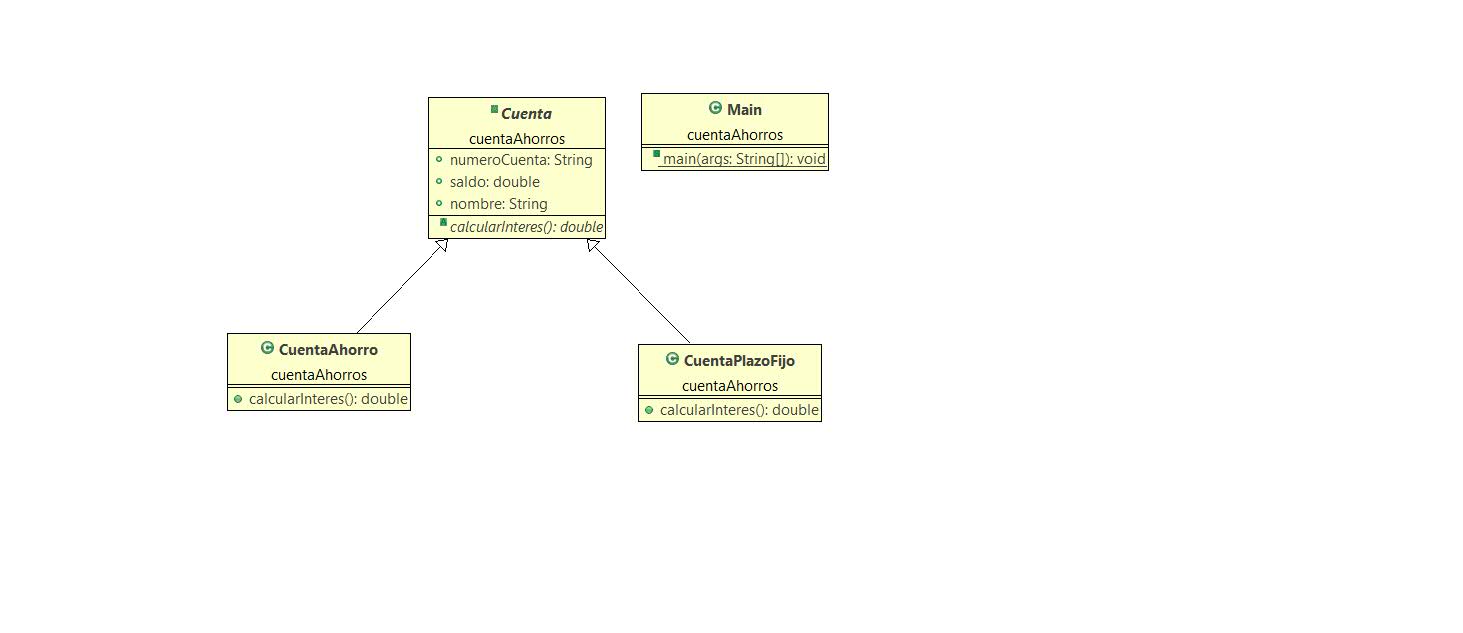 Cuenta
cuentaAhorros
numeroCuenta: String
saldo: double
nombre: String
calcularInteres(): double
Main
cuentaAhorros
main(args: String[]): void
CuentaAhorro
cuentaAhorros
calcularInteres(): double
CuentaPlazoFijo
cuentaAhorros
calcularInteres(): double